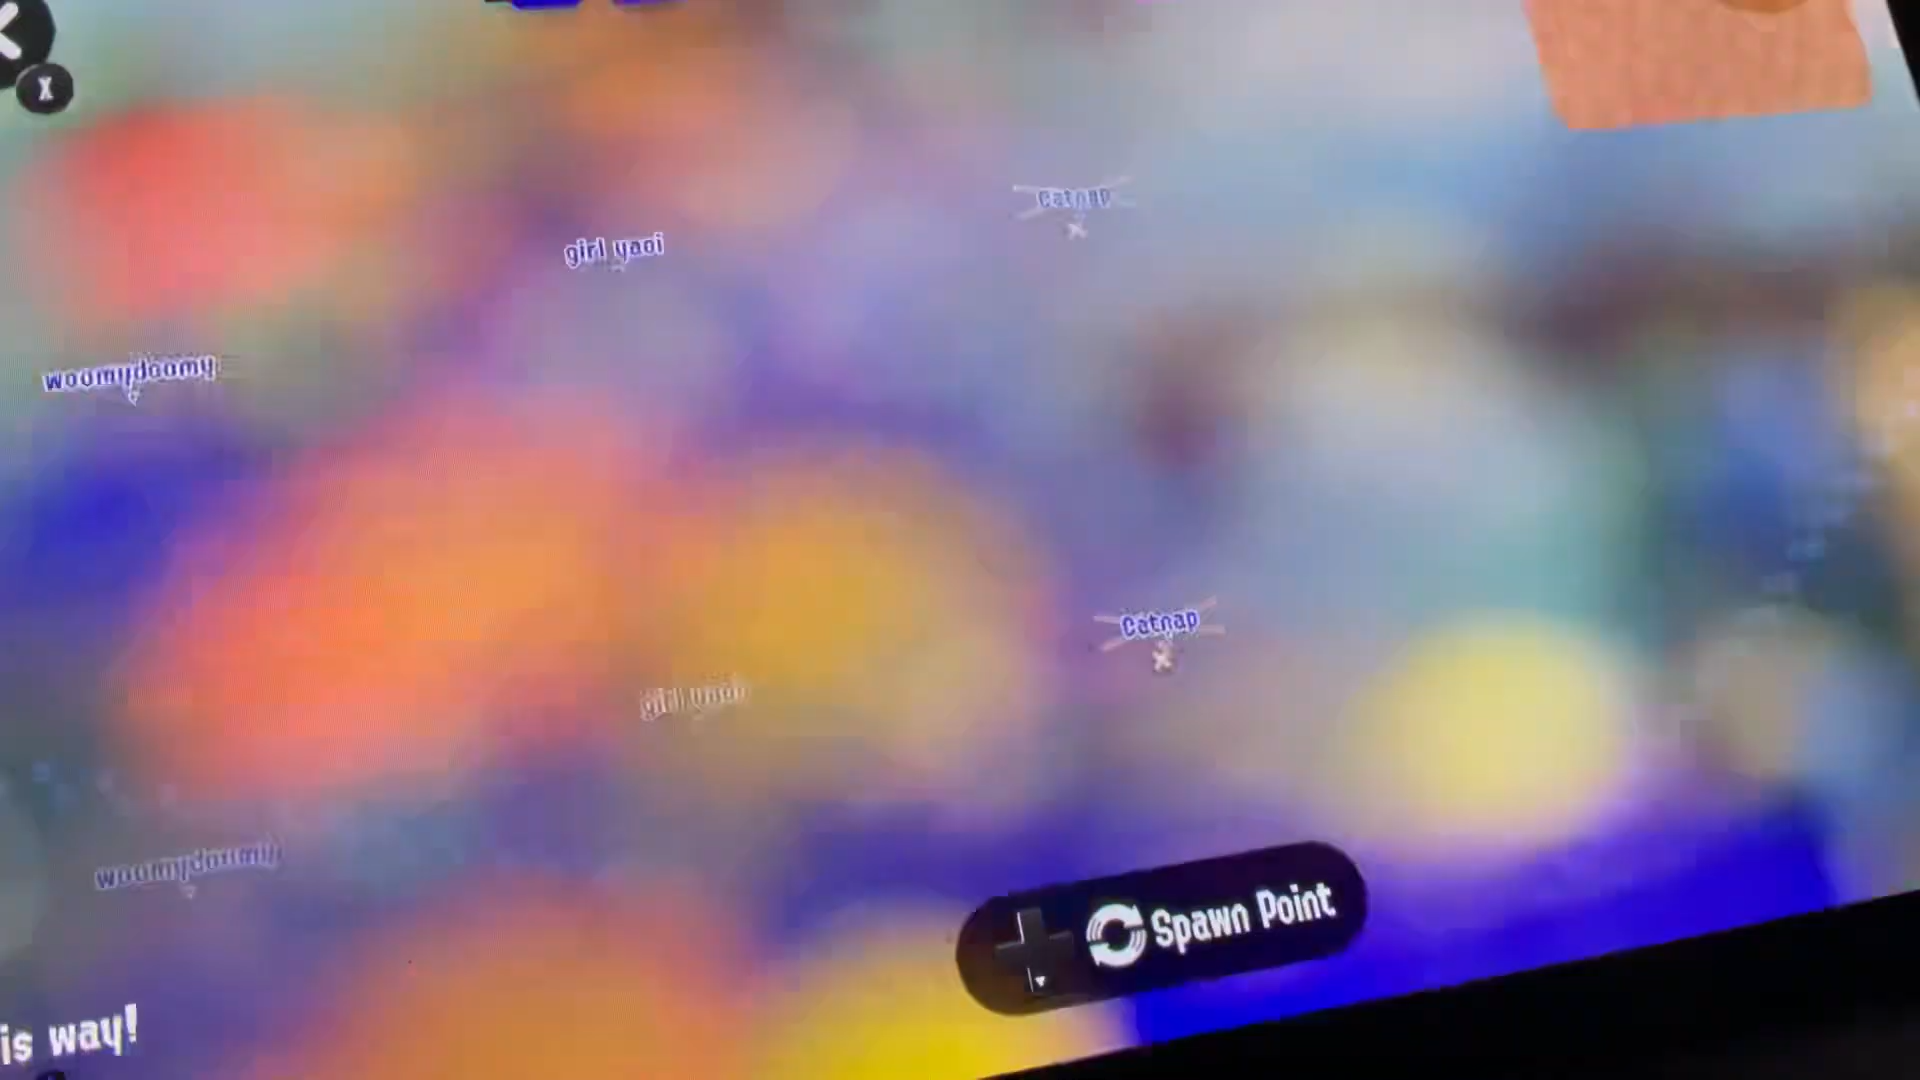 X
catnap
girl yaoi
woomydoomy
Catnap
girl yaoi
woomydoomy
Spawn Point
is way!